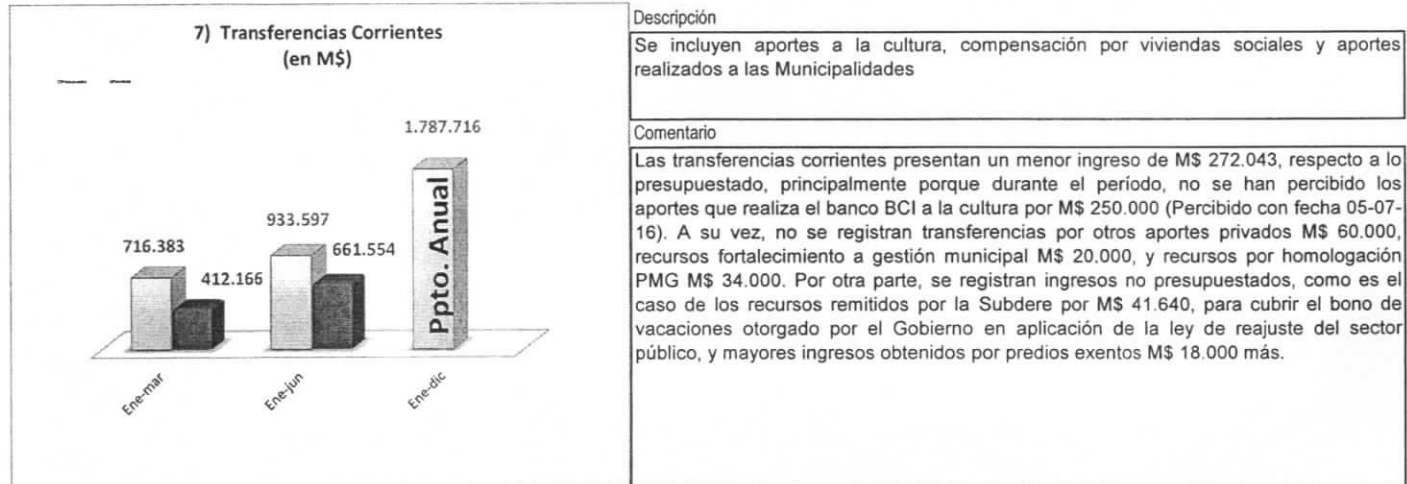 7) Transferencias Corrientes
(en M$)
1.787.716
933.597
716.383
661.554
412.166
Ppto. Anual
Ene-mar
Ene-jun
Ene-dic
Descripción
Se incluyen aportes a la cultura, compensación por viviendas sociales y aportes
realizados a las Municipalidades
Comentario
Las transferencias corrientes presentan un menor ingreso de M$ 272.043, respecto a lo
presupuestado, principalmente porque durante el período, no se han percibido los
aportes que realiza el banco BCI a la cultura por M$ 250.000 (Percibido con fecha 05-07-
16). A su vez, no se registran transferencias por otros aportes privados M$ 60.000,
recursos fortalecimiento a gestión municipal M$ 20.000, y recursos por homologación
PMG M$ 34.000. Por otra parte, se registran ingresos no presupuestados, como es el
caso de los recursos remitidos por la Subdere por M$ 41.640, para cubrir el bono de
vacaciones otorgado por el Gobierno en aplicación de la ley de reajuste del sector
público, y mayores ingresos obtenidos por predios exentos M$ 18.000 más.